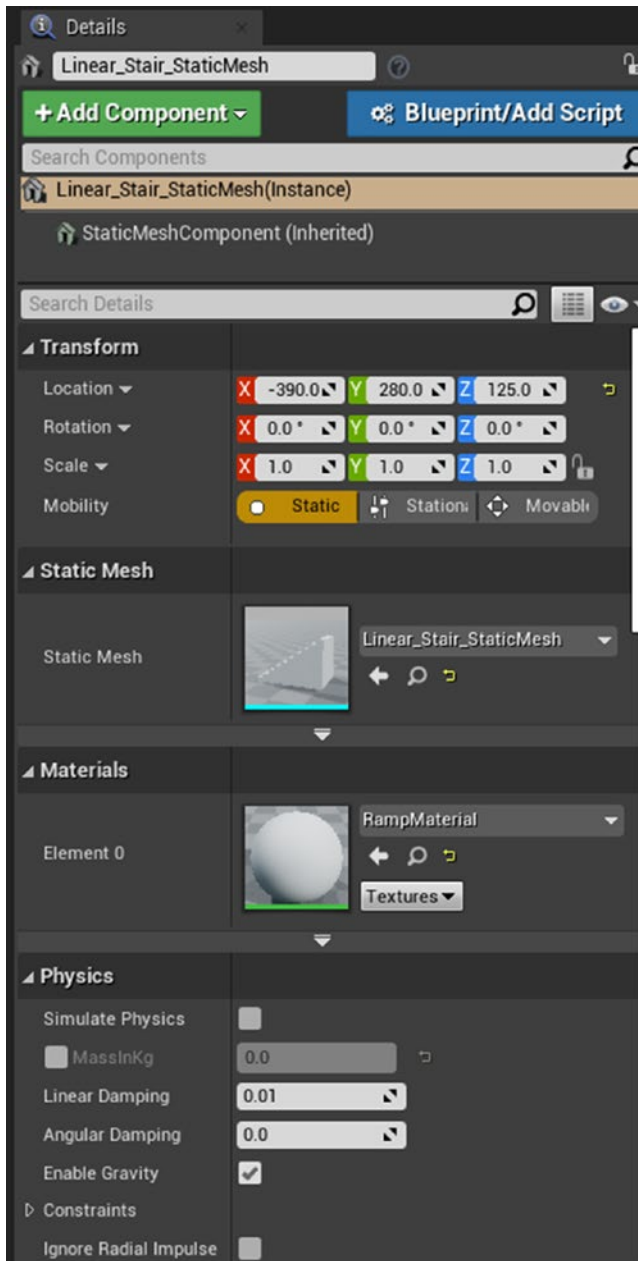 Details
Linear_Stair_StaticMesh
+ Add Component Blueprint/Add Script
Search Components
Linear_Stair_StaticMesh(Instance)
StaticMeshComponent (Inherited)
Search Details
Transform
Location X -390.0 Y 280.0 Z 125.0
Rotation X 0.0 ° Y 0.0 ° Z 0.0 °
Scale X 1.0 Y 1.0 Z 1.0
Mobility Static Station Movabl
Static Mesh
Static Mesh Linear_Stair_StaticMesh
Materials
Element 0 RampMaterial
Textures
Physics
Simulate Physics
MassInKg 0.0
Linear Damping 0.01
Angular Damping 0.0
Enable Gravity
Constraints
Ignore Radial Impulse